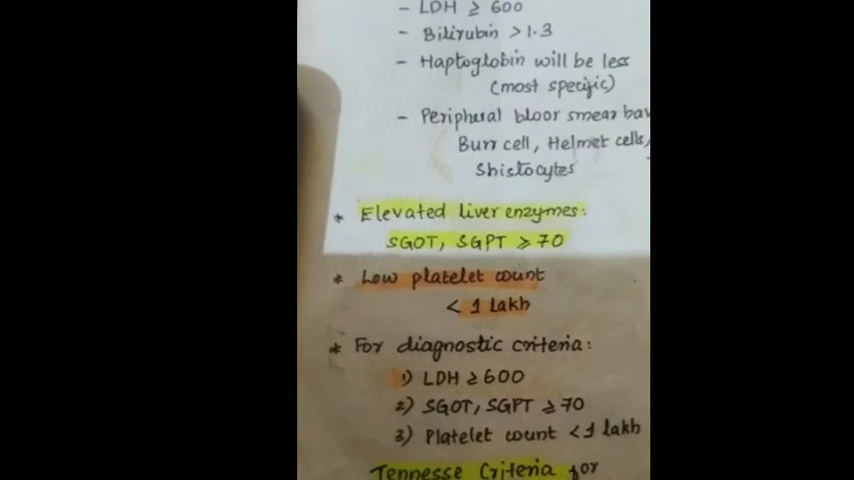 - LDH ≥ 600
- Bilirubin > 1.3
- Haptoglobin will be less
(most specific)
- Peripheral bloor smear
Burr cell, Helmet cells,
Shistocytes
* Elevated liver enzymes:
SGOT, SGPT ≥ 70
* Low platelet count
< 1 Lakh
* For diagnostic criteria:
1) LDH ≥ 600
2) SGOT, SGPT ≥ 70
3) Platelet count < 1 lakh
Tennesse Criteria for